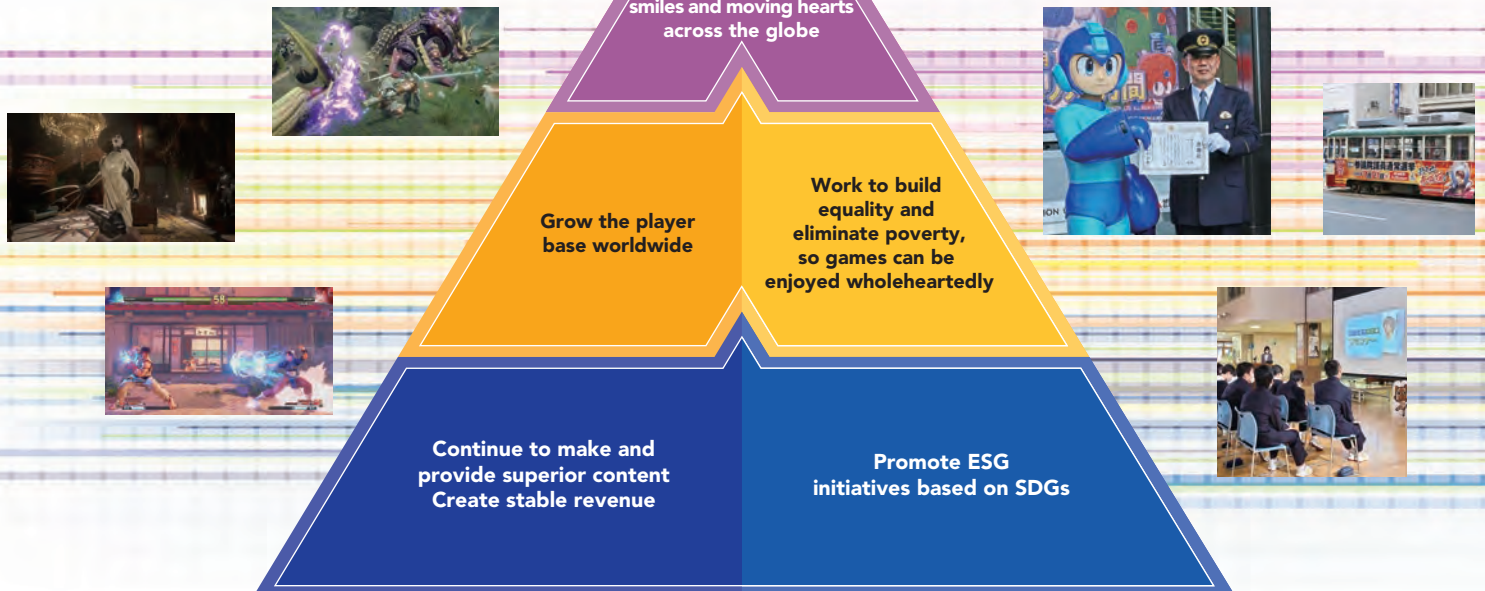 smiles and moving hearts
across the globe
Grow the player
base worldwide
Work to build
equality and
eliminate poverty,
so games can be
enjoyed wholeheartedly
58
Continue to make and
provide superior content
Create stable revenue
Promote ESG
initiatives based on SDGs